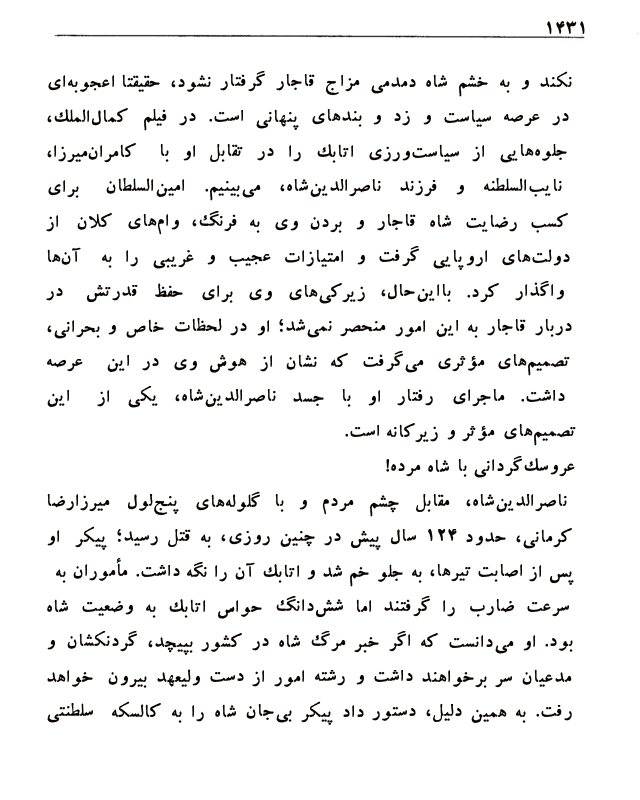 ۱۴۳۱
نکند و به خشم شاه دمدمی مزاج قاجار گرفتار نشود، حقیقتا اعجوبه‌ای
در عرصه سیاست و زد و بندهای پنهانی است. در فیلم کمال‌الملک،
جلوه‌هایی از سیاست‌ورزی اتابك را در تقابل او با کامران‌میرزا،
نایب‌السلطنه و فرزند ناصرالدین‌شاه، می‌بینیم. امین‌السلطان برای
کسب رضایت شاه قاجار و بردن وی به فرنگ، وام‌های کلان از
دولت‌های اروپایی گرفت و امتیازات عجیب و غریبی را به آن‌ها
واگذار کرد. بااین‌حال، زیرکی‌های وی برای حفظ قدرتش در
دربار قاجار به این امور منحصر نمی‌شد؛ او در لحظات خاص و بحرانی،
تصمیم‌های مؤثری می‌گرفت که نشان از هوش وی در این عرصه
داشت. ماجرای رفتار او با جسد ناصرالدین‌شاه، یکی از این
تصمیم‌های مؤثر و زیرکانه است.
عروسك‌گردانی با شاه مرده!
ناصرالدین‌شاه، مقابل چشم مردم و با گلوله‌های پنج‌لول میرزارضا
کرمانی، حدود ۱۲۴ سال پیش در چنین روزی، به قتل رسید؛ پیکر او
پس از اصابت تیرها، به جلو خم شد و اتابك آن را نگه داشت. مأموران به
سرعت ضارب را گرفتند اما شش‌دانگ حواس اتابك به وضعیت شاه
بود. او می‌دانست که اگر خبر مرگ شاه در کشور بپیچد، گردنکشان و
مدعیان سر برخواهند داشت و رشته امور از دست ولیعهد بیرون خواهد
رفت. به همین دلیل، دستور داد پیکر بی‌جان شاه را به کالسکه سلطنتی